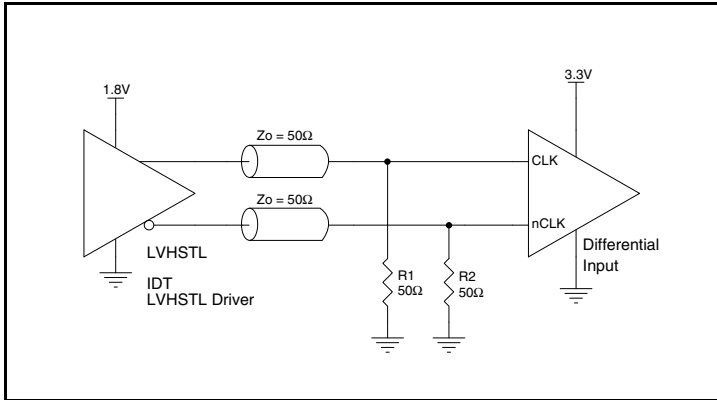 1.8V
3.3V
Zo = 50Ω
CLK
Zo = 50Ω
nCLK
LVHSTL
IDT
LVHSTL Driver
R1
50Ω
R2
50Ω
Differential
Input